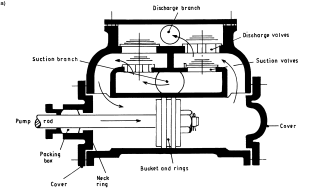 a)
Discharge branch
Discharge valves
Suction branch
Suction valves
Pump rod
Cover
Packing box
Neck ring
Bucket and rings
Cover